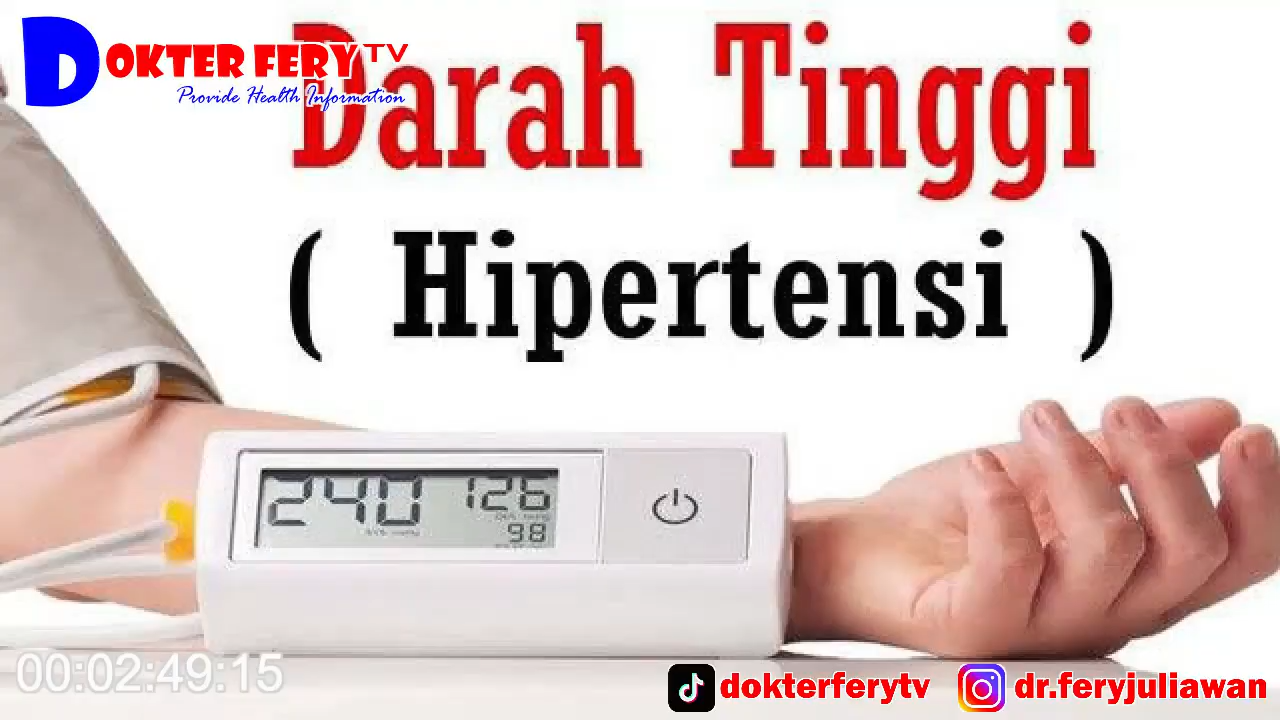 DOKTER FERY TV
Provide Health Information
Darah Tinggi
( Hipertensi )
240 126
98
00:02:49:15
dokterferytv dr.feryjuliawan